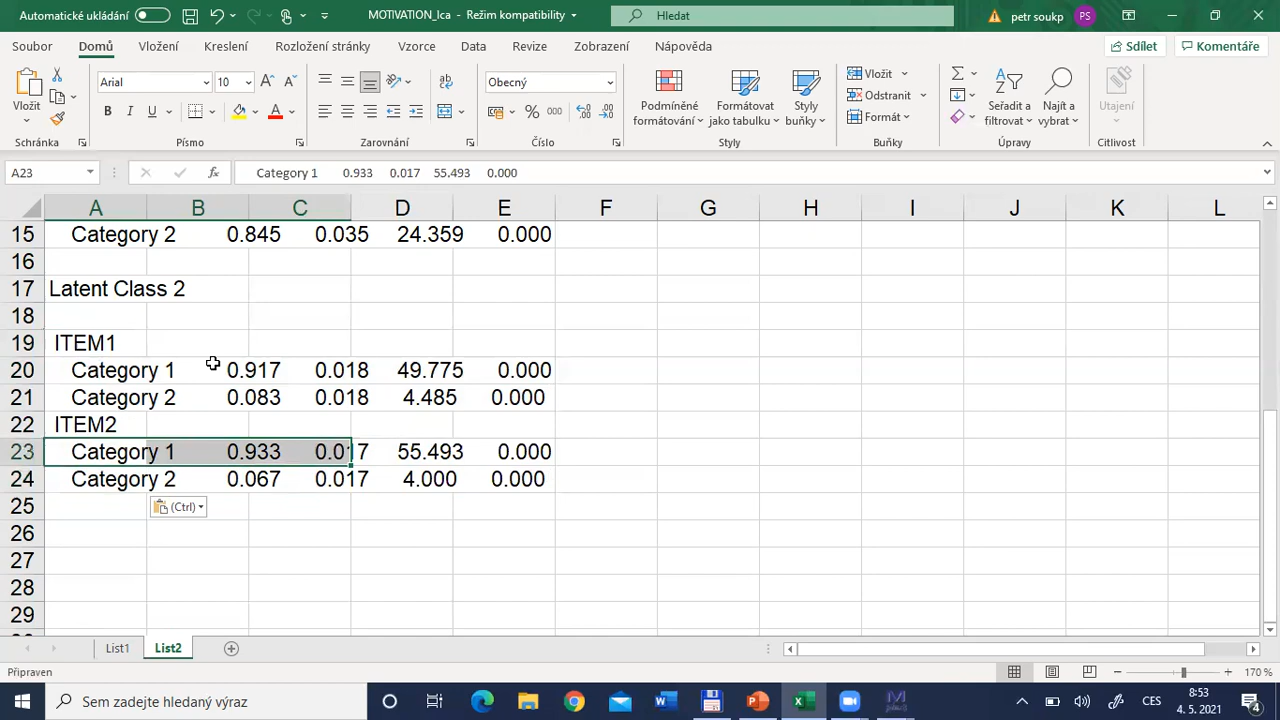 Automatické ukládání
MOTIVATION_lca - Režim kompatibility
Hledat
petr soukp
PS
Soubor Domů Vložení Kreslení Rozložení stránky Vzorce Data Revize Zobrazení Nápověda
Sdílet Komentáře
Vložit
Schránka
Arial 10
B I U
Písmo
Zarovnání
Obecný
% 000
Číslo
Podmíněné formátování
Formátovat jako tabulku
Styly buňky
Styly
Vložit
Odstranit
Formát
Buňky
Seřadit a filtrovat
Najít a vybrat
Úpravy
Utajení
Citlivost
A23 fx Category 1 0.933 0.017 55.493 0.000
A B C D E F G H I J K L
15 Category 2 0.845 0.035 24.359 0.000
16
17 Latent Class 2
18
19 ITEM1
20 Category 1 0.917 0.018 49.775 0.000
21 Category 2 0.083 0.018 4.485 0.000
22 ITEM2
23 Category 1 0.933 0.017 55.493 0.000
24 Category 2 0.067 0.017 4.000 0.000
25 (Ctrl)
26
27
28
29
List1 List2
Připraven
170 %
Sem zadejte hledaný výraz
CES
8:53
4. 5. 2021
4